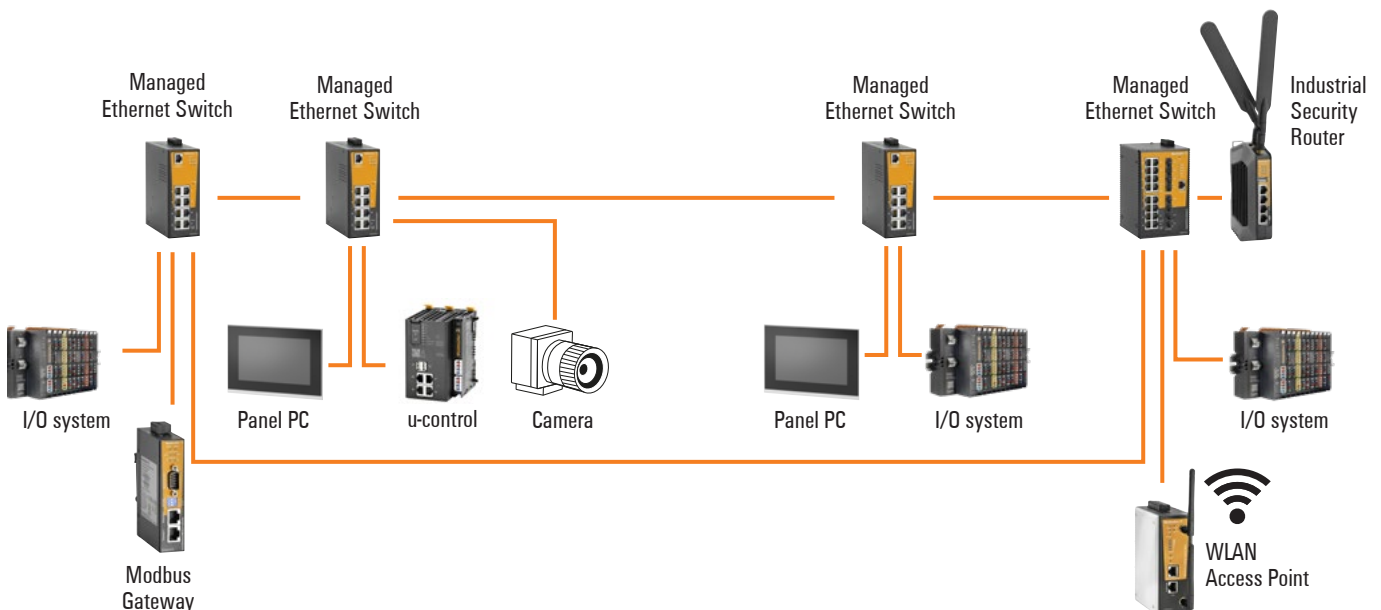 Managed
Ethernet Switch
Managed
Ethernet Switch
Managed
Ethernet Switch
Managed
Ethernet Switch
Industrial
Security
Router
I/O system
Panel PC
u-control
Camera
Panel PC
I/O system
I/O system
Modbus
Gateway
WLAN
Access Point